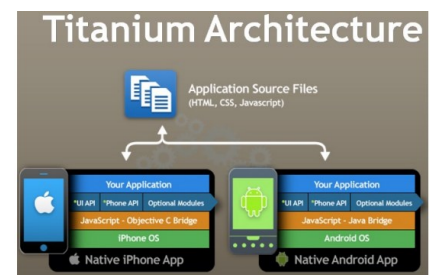 Titanium Architecture
Application Source Files
(HTML, CSS, Javascript)
Your Application
*UI API *Phone API Optional Modules
JavaScript - Objective C Bridge
iPhone OS
Native iPhone App
Your Application
*UI API *Phone API Optional Modules
JavaScript - Java Bridge
Android OS
Native Android App